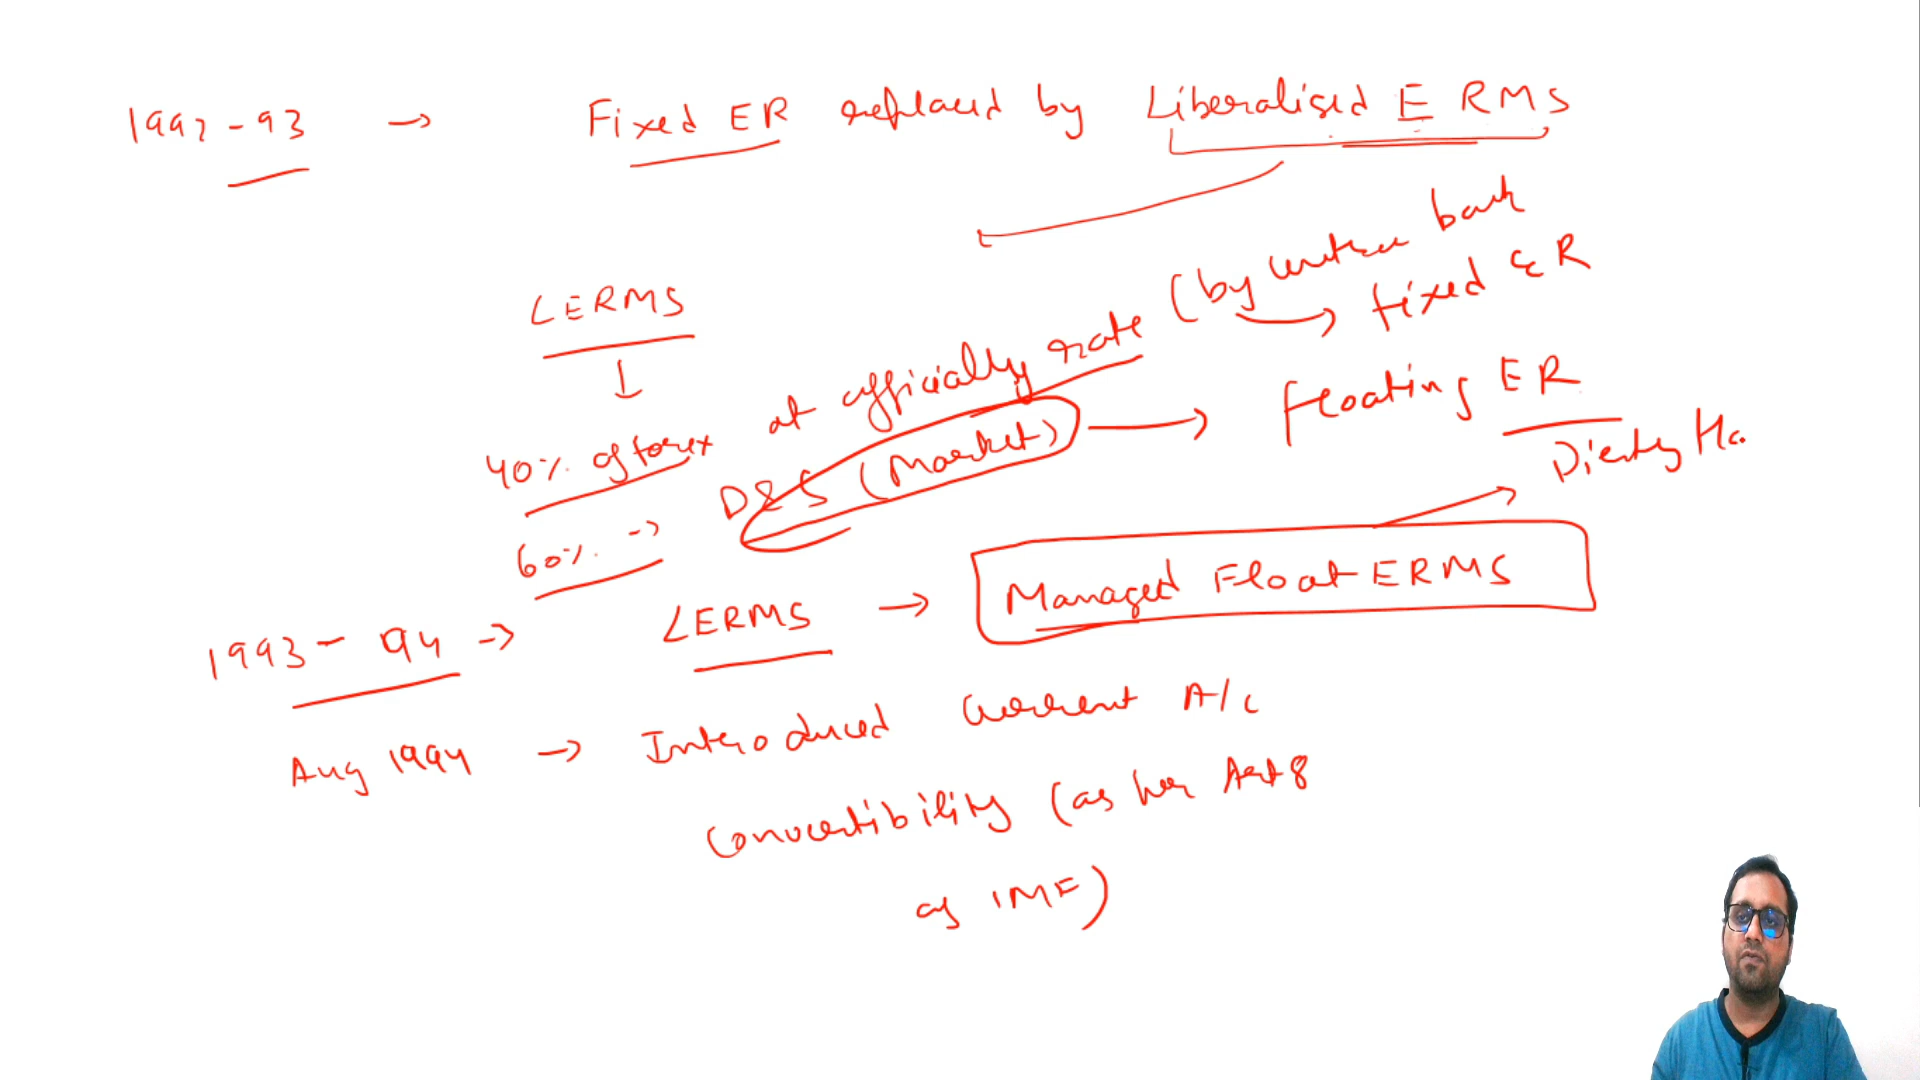 1992-93 → Fixed ER replaced by Liberalised E RMS
LERMS
↓
40% of forex at officially rate (by central bank
→ fixed ER
60% → D&S (Market) → floating ER
1993-94 → LERMS → Managed Float ERMS → Dirty
Aug 1994 → Introduced Current A/c
Convertibility (as per Art 8
of IMF)